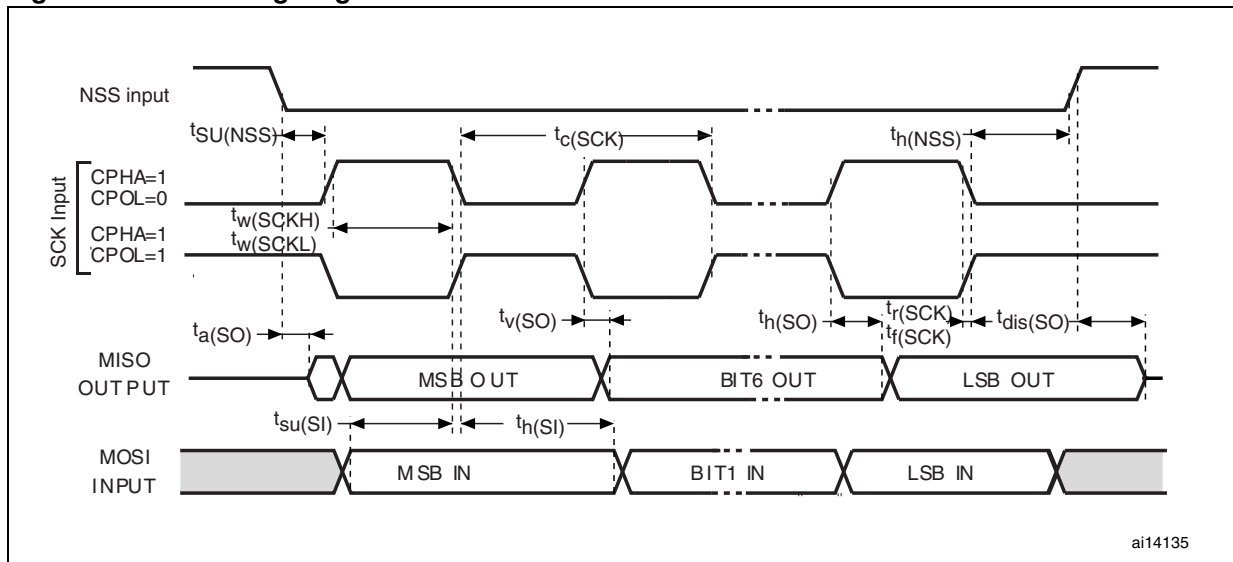 NSS input
tSU(NSS)
tc(SCK)
th(NSS)
SCK Input
CPHA=1
CPOL=0
tw(SCKH)
tw(SCKL)
CPHA=1
CPOL=1
ta(SO)
tv(SO)
th(SO)
tr(SCK)
tf(SCK)
tdis(SO)
MISO
OUTPUT
MSB OUT
BIT6 OUT
LSB OUT
tsu(SI)
th(SI)
MOSI
INPUT
MSB IN
BIT1 IN
LSB IN
ai14135